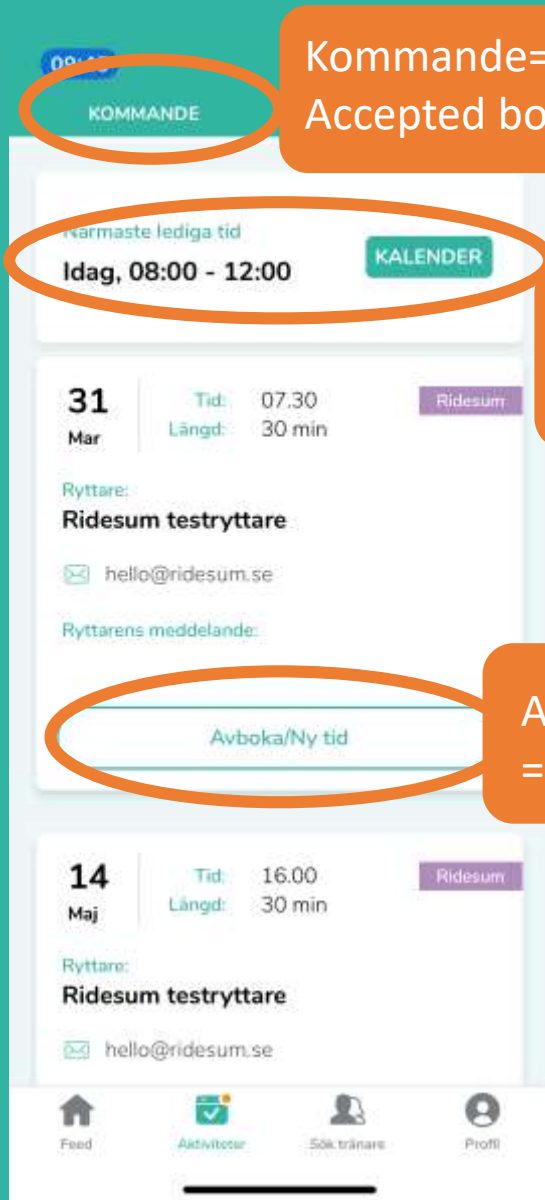 Kommande=
Accepted bo
KOMMANDE
Närmaste lediga tid
Idag, 08:00 - 12:00
KALENDER
31 Mar
Tid: 07.30
Längd: 30 min
Ridesum
Ryttare:
Ridesum testryttare
hello@ridesum.se
Ryttarens meddelande:
A
=
Avboka/Ny tid
14 Maj
Tid: 16.00
Längd: 30 min
Ridesum
Ryttare:
Ridesum testryttare
hello@ridesum.se
Feed
Aktiviteter
Sök tränare
Profil